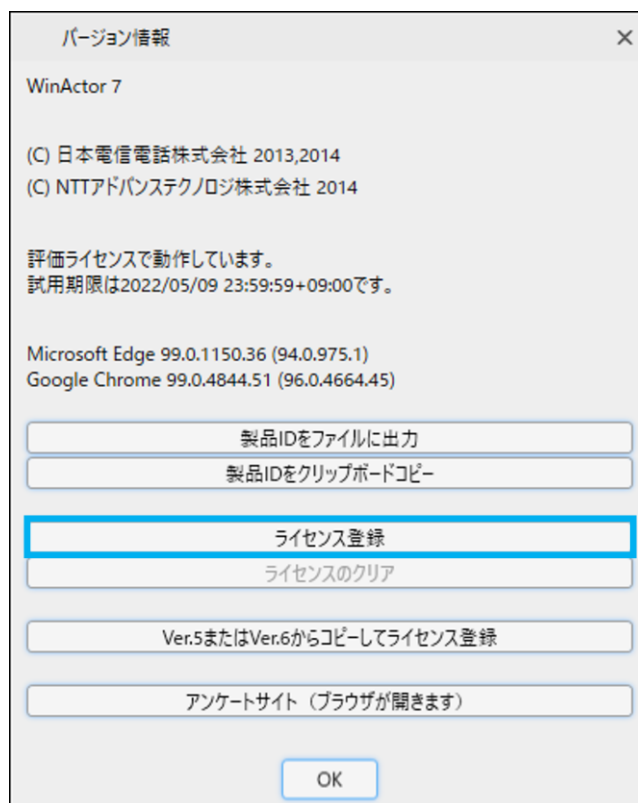 バージョン情報
WinActor 7
(C) 日本電信電話株式会社 2013,2014
(C) NTTアドバンステクノロジ株式会社 2014
評価ライセンスで動作しています。
試用期限は2022/05/09 23:59:59+09:00です。
Microsoft Edge 99.0.1150.36 (94.0.975.1)
Google Chrome 99.0.4844.51 (96.0.4664.45)
製品IDをファイルに出力
製品IDをクリップボードコピー
ライセンス登録
ライセンスのクリア
Ver.5またはVer.6からコピーしてライセンス登録
アンケートサイト（ブラウザが開きます）
OK